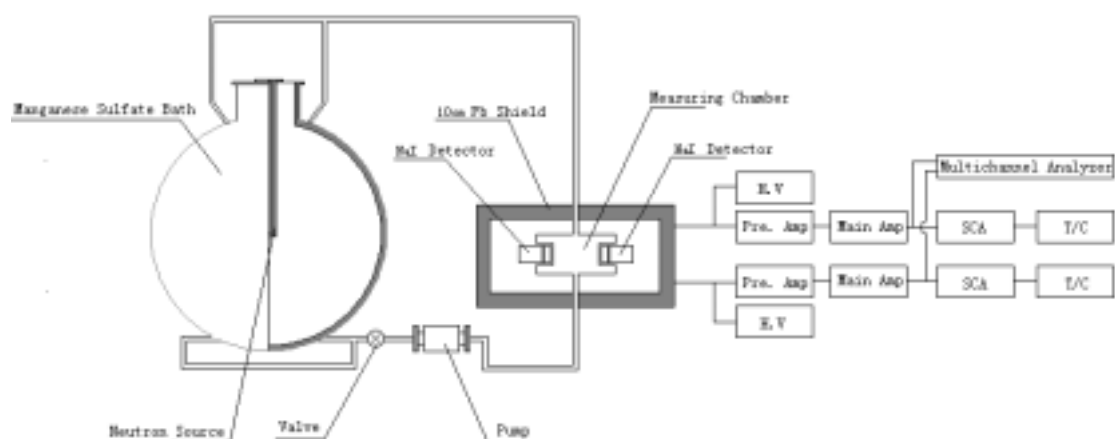 Manganese Sulfate Bath
10cm Pb Shield
Measuring Chamber
NaI Detector
NaI Detector
H.V
Pre. Amp
Main Amp
Multichannel Analyzer
SCA
T/C
Pre. Amp
Main Amp
SCA
T/C
H.V
Neutron Source
Valve
Pump